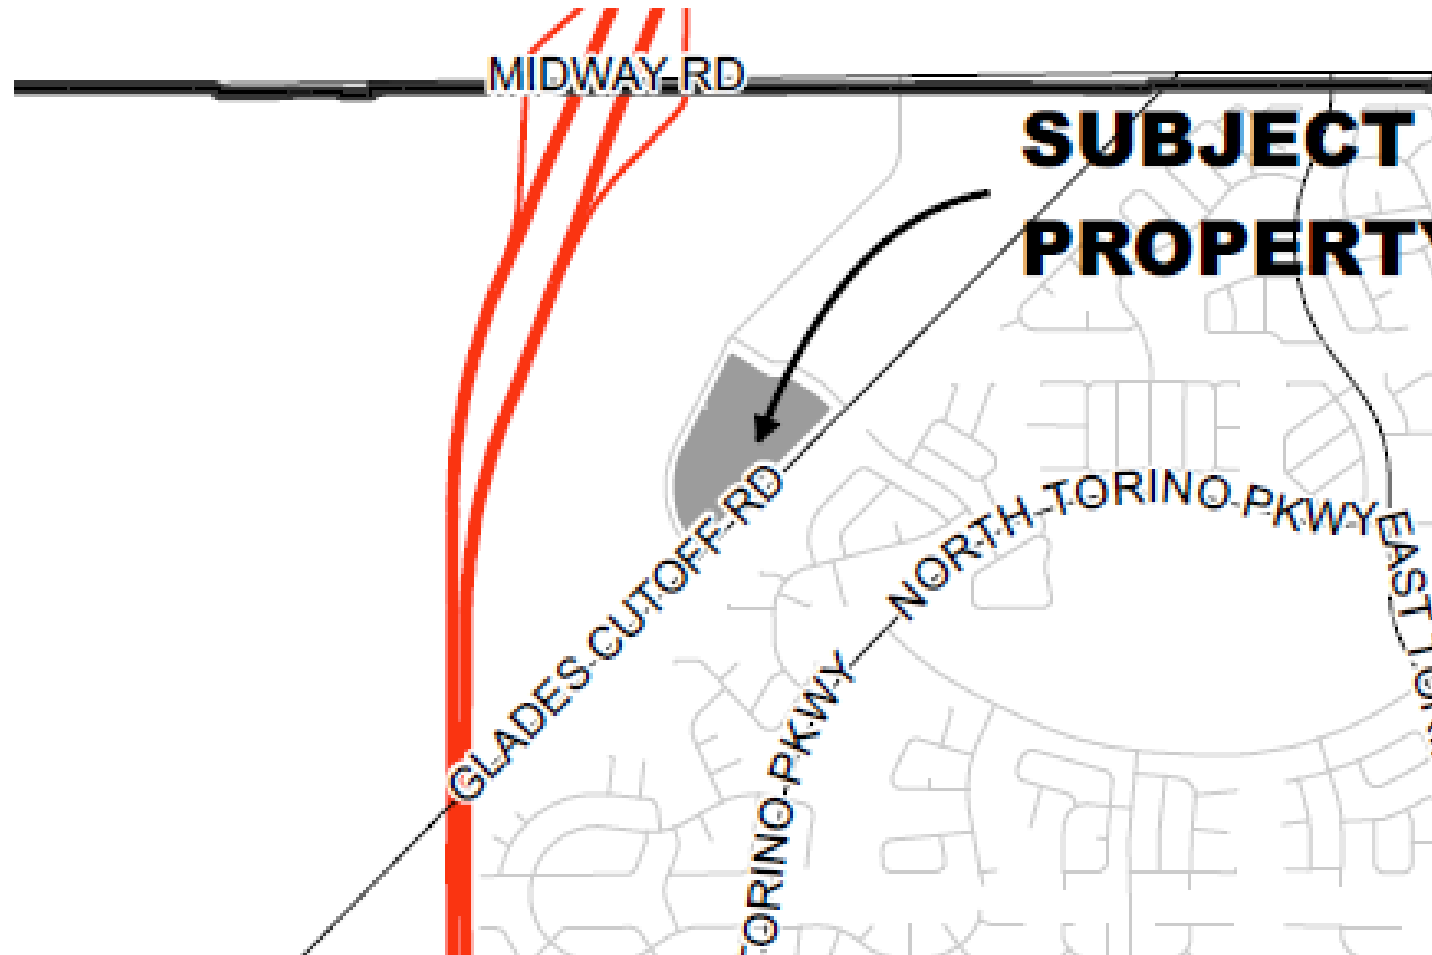 MIDWAY RD
SUBJECT
PROPERTY
NORTH TORINO PKWY
GLADES CUTOFF RD
TORINO PKWY
EAST